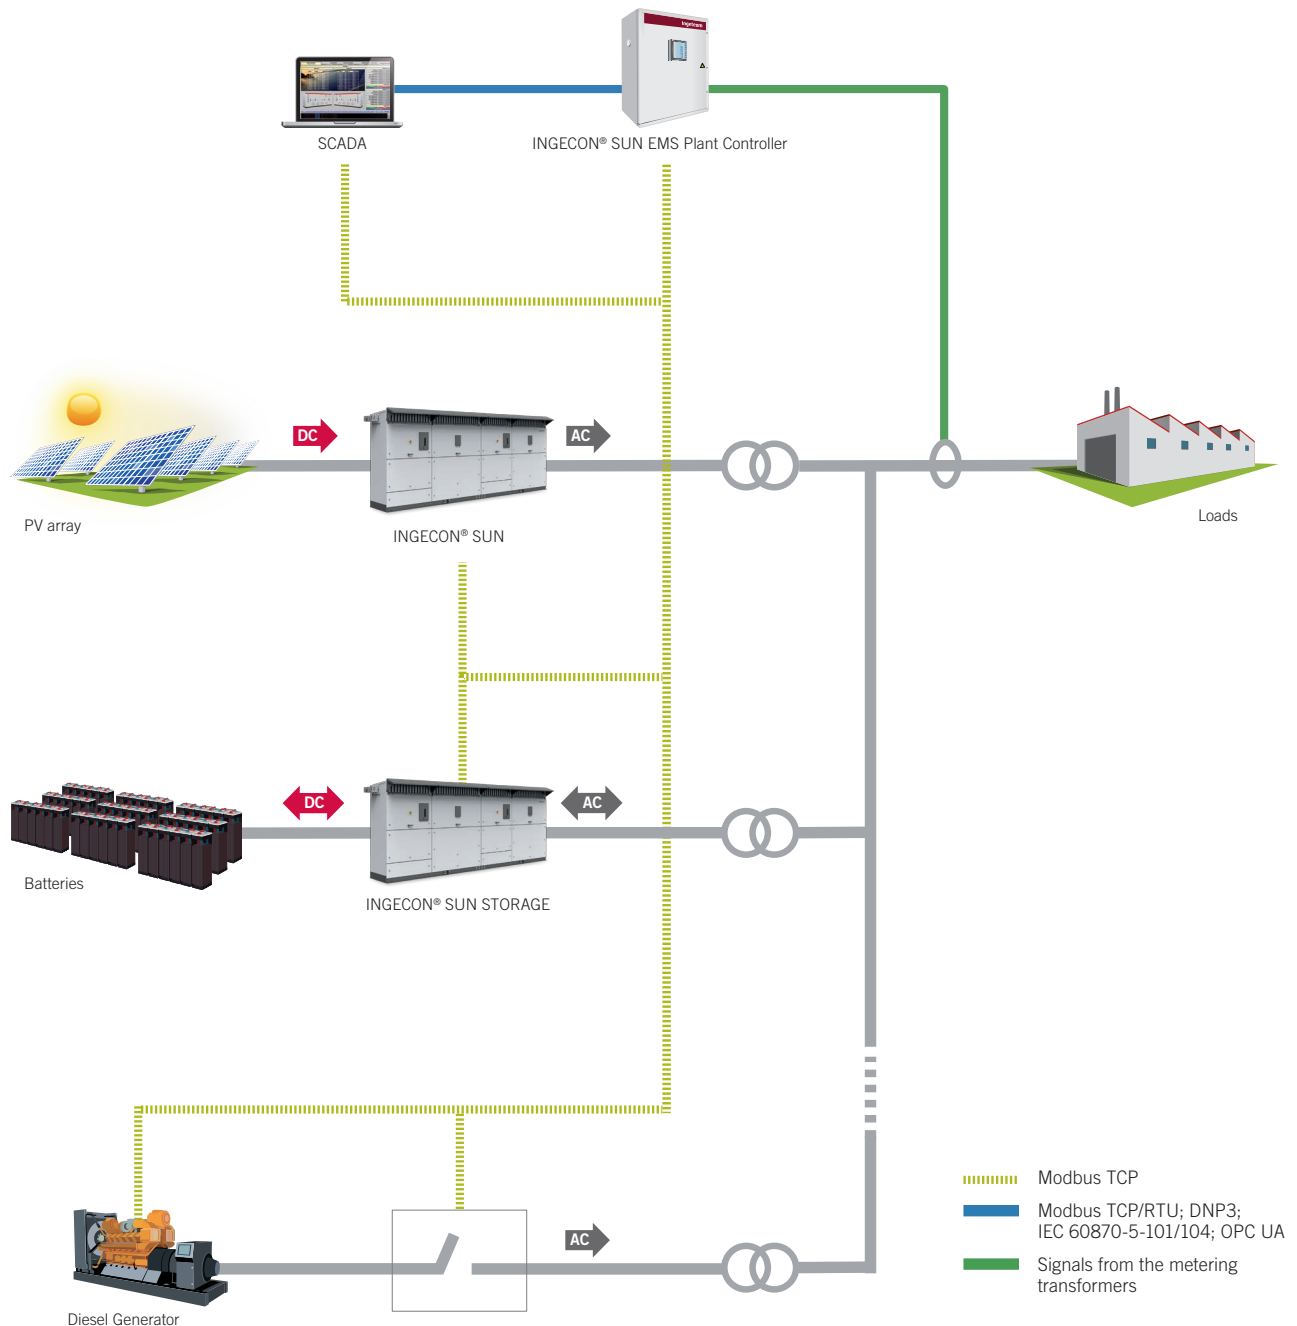 Ingeteam
SCADA
INGECON® SUN EMS Plant Controller
DC
AC
PV array
INGECON® SUN
Loads
DC
AC
Batteries
INGECON® SUN STORAGE
Modbus TCP
Modbus TCP/RTU; DNP3;
IEC 60870-5-101/104; OPC UA
AC
Signals from the metering
transformers
Diesel Generator